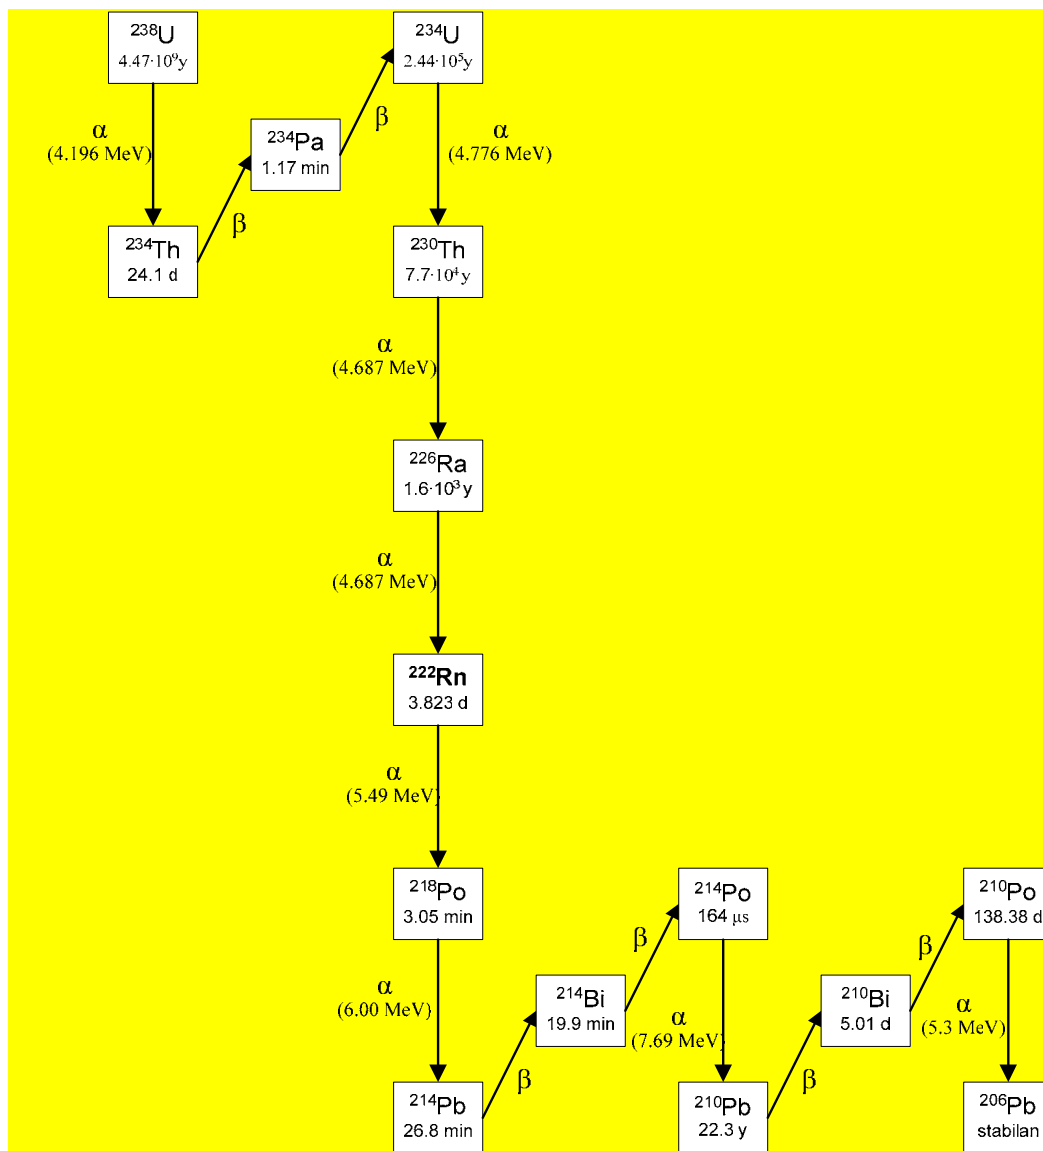 ²³⁸U
4.47·10⁹y
²³⁴U
2.44·10⁵y
α
(4.196 MeV)
²³⁴Pa
1.17 min
β
α
(4.776 MeV)
β
²³⁴Th
24.1 d
²³⁰Th
7.7·10⁴y
α
(4.687 MeV)
²²⁶Ra
1.6·10³y
α
(4.687 MeV)
²²²Rn
3.823 d
α
(5.49 MeV)
²¹⁸Po
3.05 min
²¹⁴Po
164 μs
²¹⁰Po
138.38 d
α
(6.00 MeV)
²¹⁴Bi
19.9 min
β
α
(7.69 MeV)
²¹⁰Bi
5.01 d
β
α
(5.3 MeV)
β
β
²¹⁴Pb
26.8 min
²¹⁰Pb
22.3 y
²⁰⁶Pb
stabilan